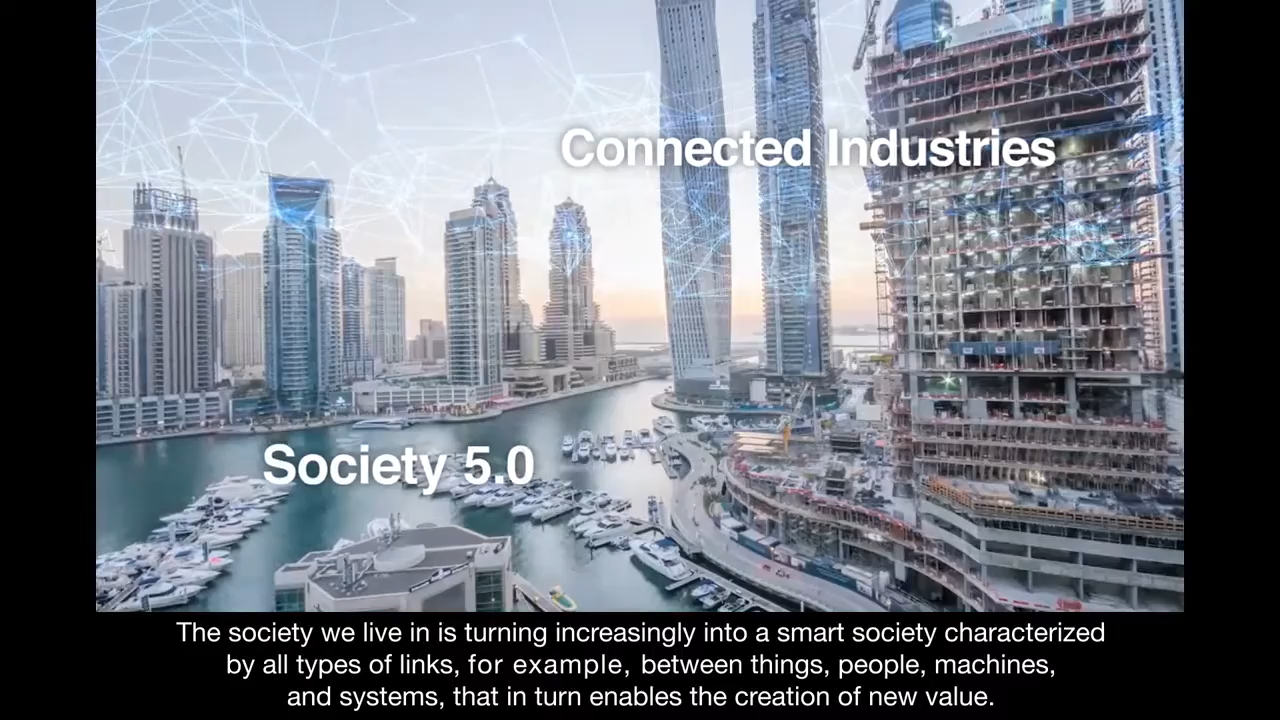 Connected Industries
Society 5.0
The society we live in is turning increasingly into a smart society characterized
by all types of links, for example, between things, people, machines,
and systems, that in turn enables the creation of new value.